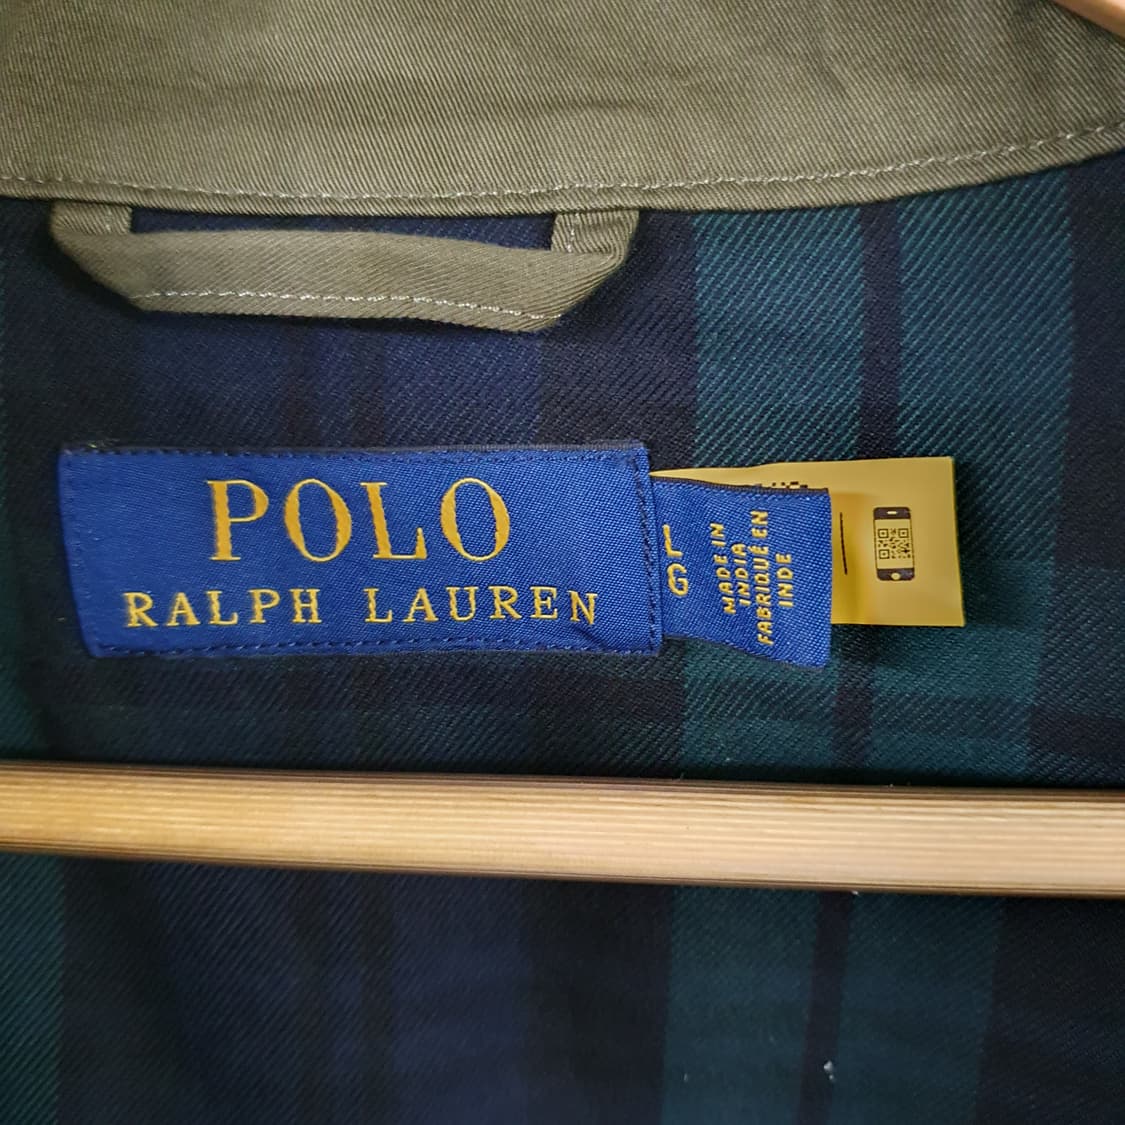 POLO
RALPH LAUREN
L
G
MADE IN
INDIA
FABRIQUÉ EN
INDE